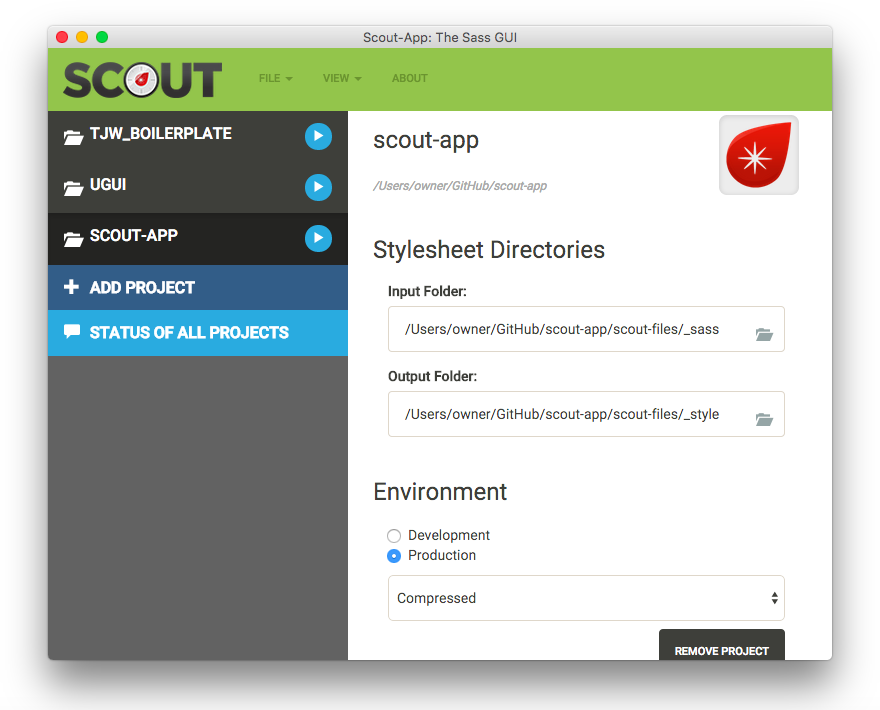 Scout-App: The Sass GUI
SCOUT
FILE VIEW ABOUT
TJW_BOILERPLATE
UGUI
SCOUT-APP
ADD PROJECT
STATUS OF ALL PROJECTS
scout-app
/Users/owner/GitHub/scout-app
Stylesheet Directories
Input Folder:
/Users/owner/GitHub/scout-app/scout-files/_sass
Output Folder:
/Users/owner/GitHub/scout-app/scout-files/_style
Environment
Development
Production
Compressed
REMOVE PROJECT